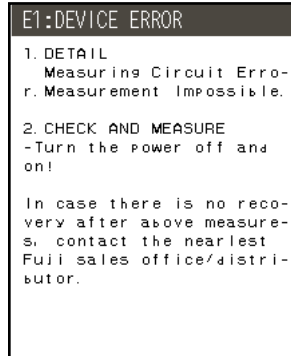 E1:DEVICE ERROR
1. DETAIL
Measuring Circuit Erro-
r. Measurement Impossible.
2. CHECK AND MEASURE
-Turn the power off and
on!
In case there is no reco-
very after above measure-
s, contact the nearlest
Fuji sales office/distri-
butor.